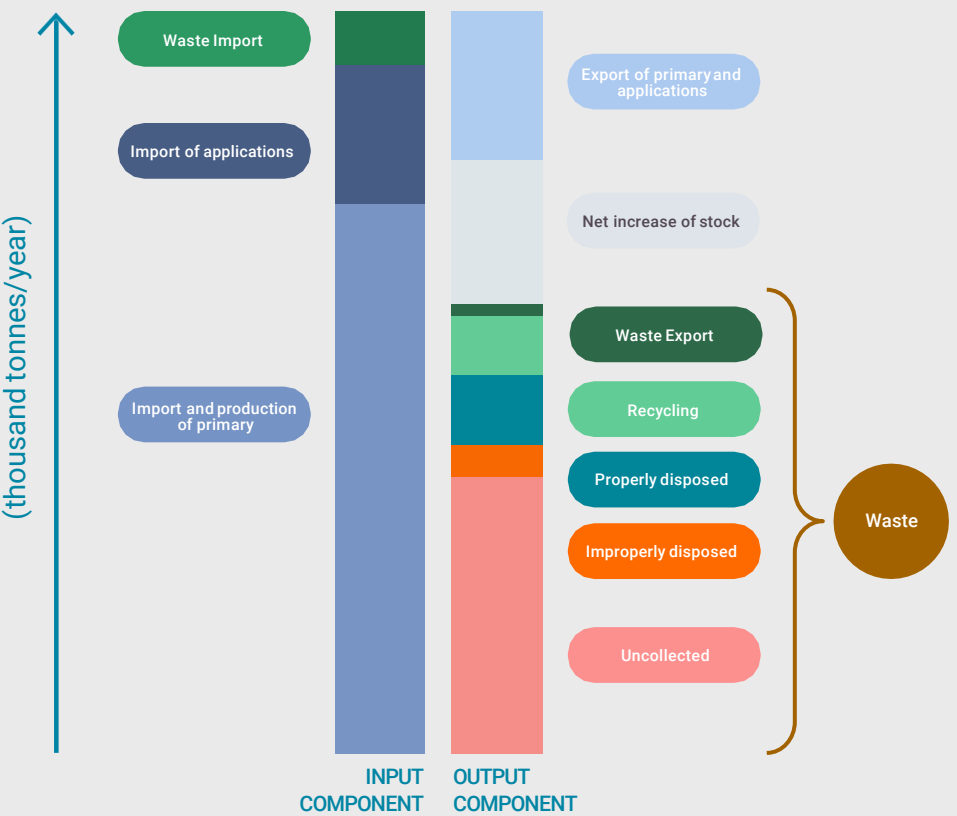 (thousand tonnes/year)
Waste Import
Import of applications
Import and production
of primary
Export of primary and
applications
Net increase of stock
Waste Export
Recycling
Properly disposed
Improperly disposed
Uncollected
Waste
INPUT
COMPONENT
OUTPUT
COMPONENT